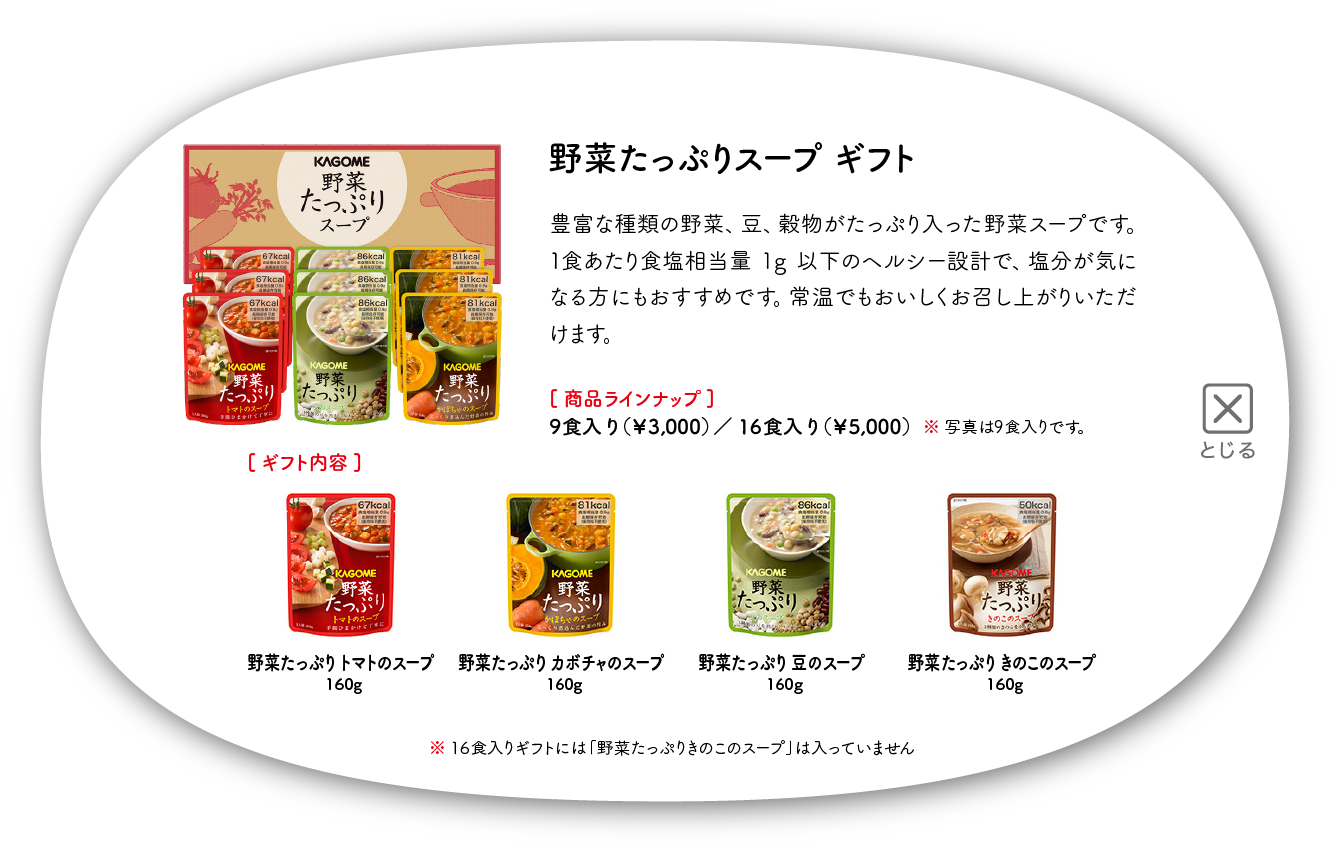 KAGOME
野菜
たっぷり
スープ
67kcal
86kcal
81kcal
67kcal
86kcal
81kcal
67kcal
86kcal
81kcal
KAGOME
野菜
たっぷり
トマトのスープ
KAGOME
野菜
たっぷり
KAGOME
野菜
たっぷり
かぼちゃのスープ
野菜たっぷりスープ ギフト
豊富な種類の野菜、豆、穀物がたっぷり入った野菜スープです。
1食あたり食塩相当量 1g 以下のヘルシー設計で、塩分が気に
なる方にもおすすめです。常温でもおいしくお召し上がりいただ
けます。
[ 商品ラインナップ ]
9食入り(¥3,000)/ 16食入り(¥5,000) ※ 写真は9食入りです。
とじる
[ ギフト内容 ]
67kcal
KAGOME
野菜
たっぷり
トマトのスープ
81kcal
KAGOME
野菜
たっぷり
かぼちゃのスープ
86kcal
KAGOME
野菜
たっぷり
50kcal
KAGOME
野菜
たっぷり
きのこのスープ
野菜たっぷり トマトのスープ
160g
野菜たっぷり カボチャのスープ
160g
野菜たっぷり 豆のスープ
160g
野菜たっぷり きのこのスープ
160g
※ 16食入りギフトには「野菜たっぷりきのこのスープ」は入っていません